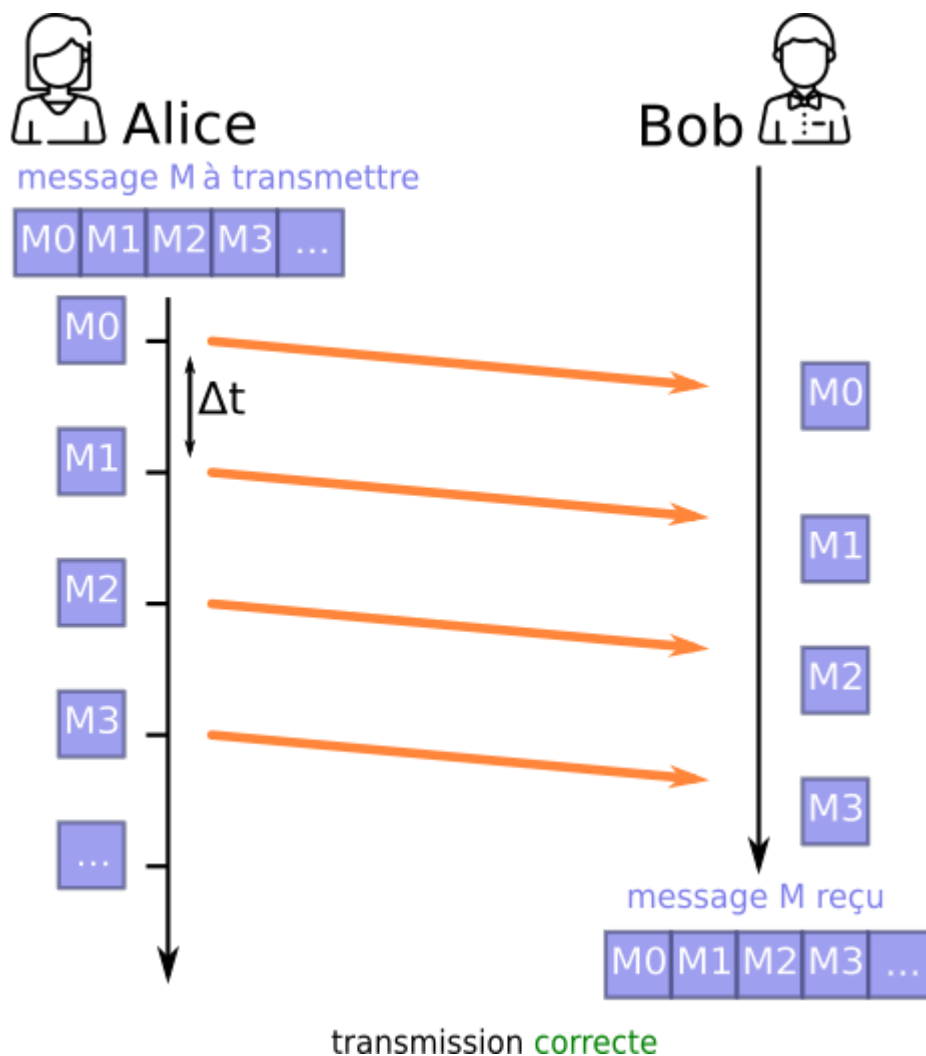 Alice
Bob
message M à transmettre
M0 M1 M2 M3 ...
M0
Δt
M0
M1
M1
M2
M2
M3
M3
...
message M reçu
M0 M1 M2 M3 ...
transmission correcte